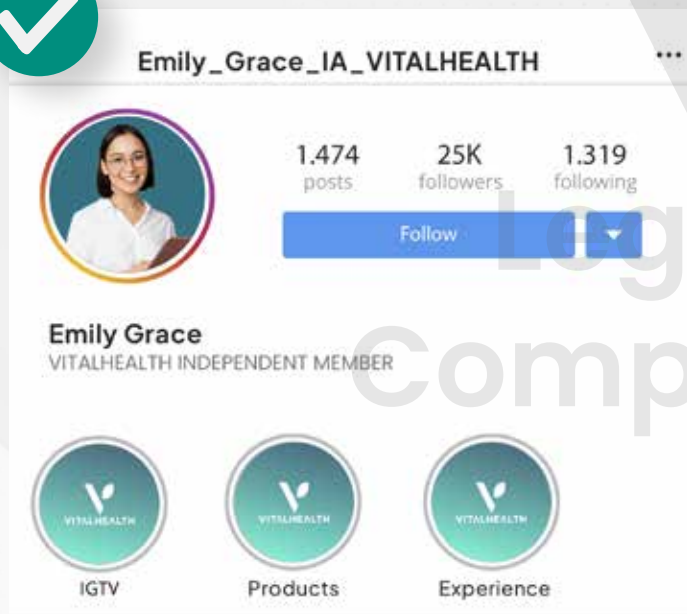 Emily_Grace_IA_VITALHEALTH
1.474 25K 1.319
posts followers following
Follow
Leg
Emily Grace
VITALHEALTH INDEPENDENT MEMBER
Comp
VITALHEALTH VITALHEALTH VITALHEALTH
IGTV Products Experience